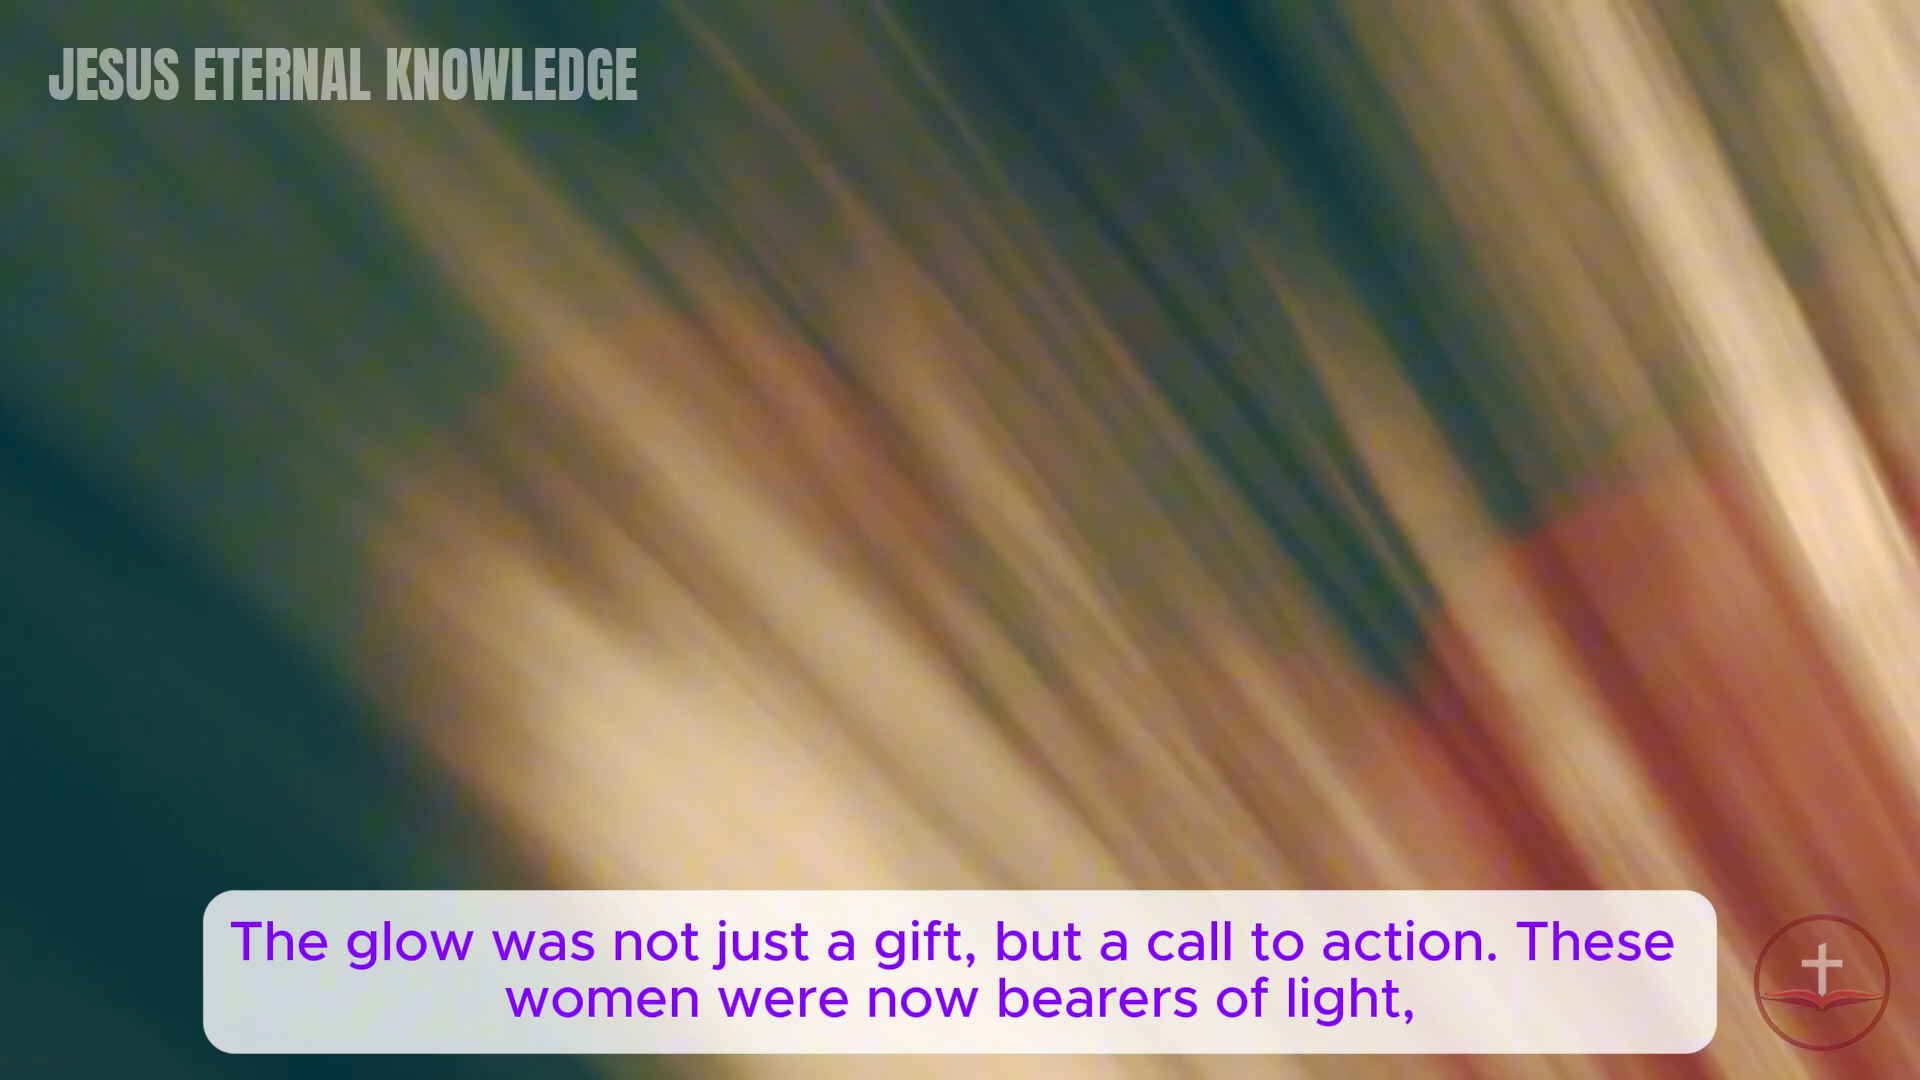 JESUS ETERNAL KNOWLEDGE
The glow was not just a gift, but a call to action. These
women were now bearers of light,